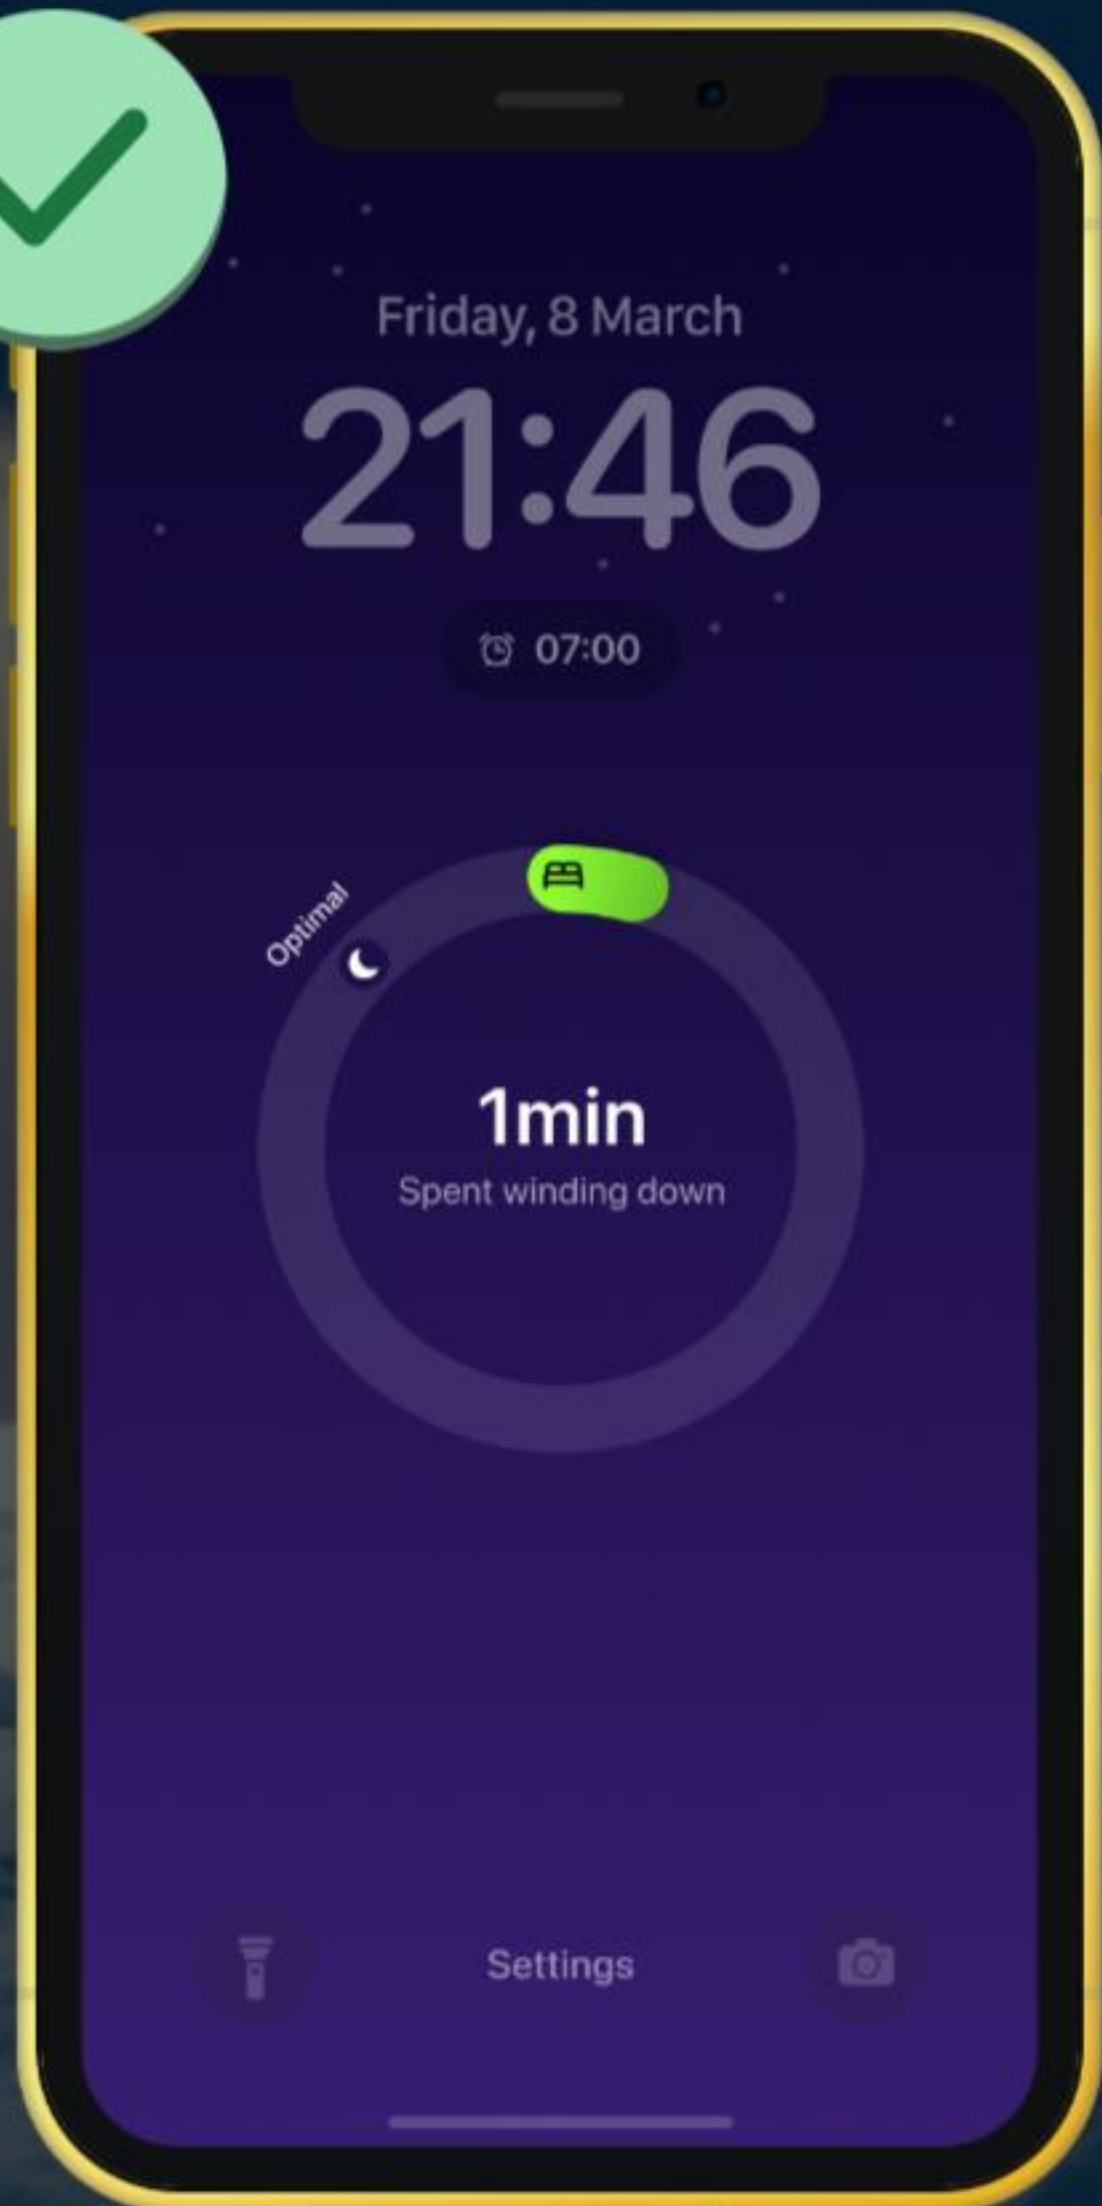 Friday, 8 March
21:46
07:00
Optimal
1min
Spent winding down
Settings